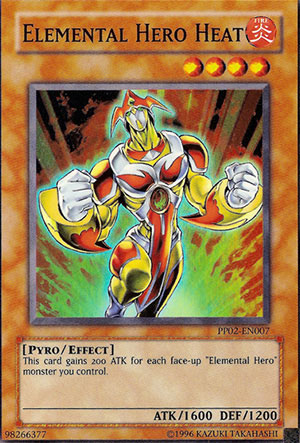 ELEMENTAL HERO HEAT
FIRE
炎
PP02-EN007
[PYRO/EFFECT]
This card gains 200 ATK for each face-up "Elemental Hero"
monster you control.
ATK/1600 DEF/1200
98266377
©1996 KAZUKI TAKAHASHI